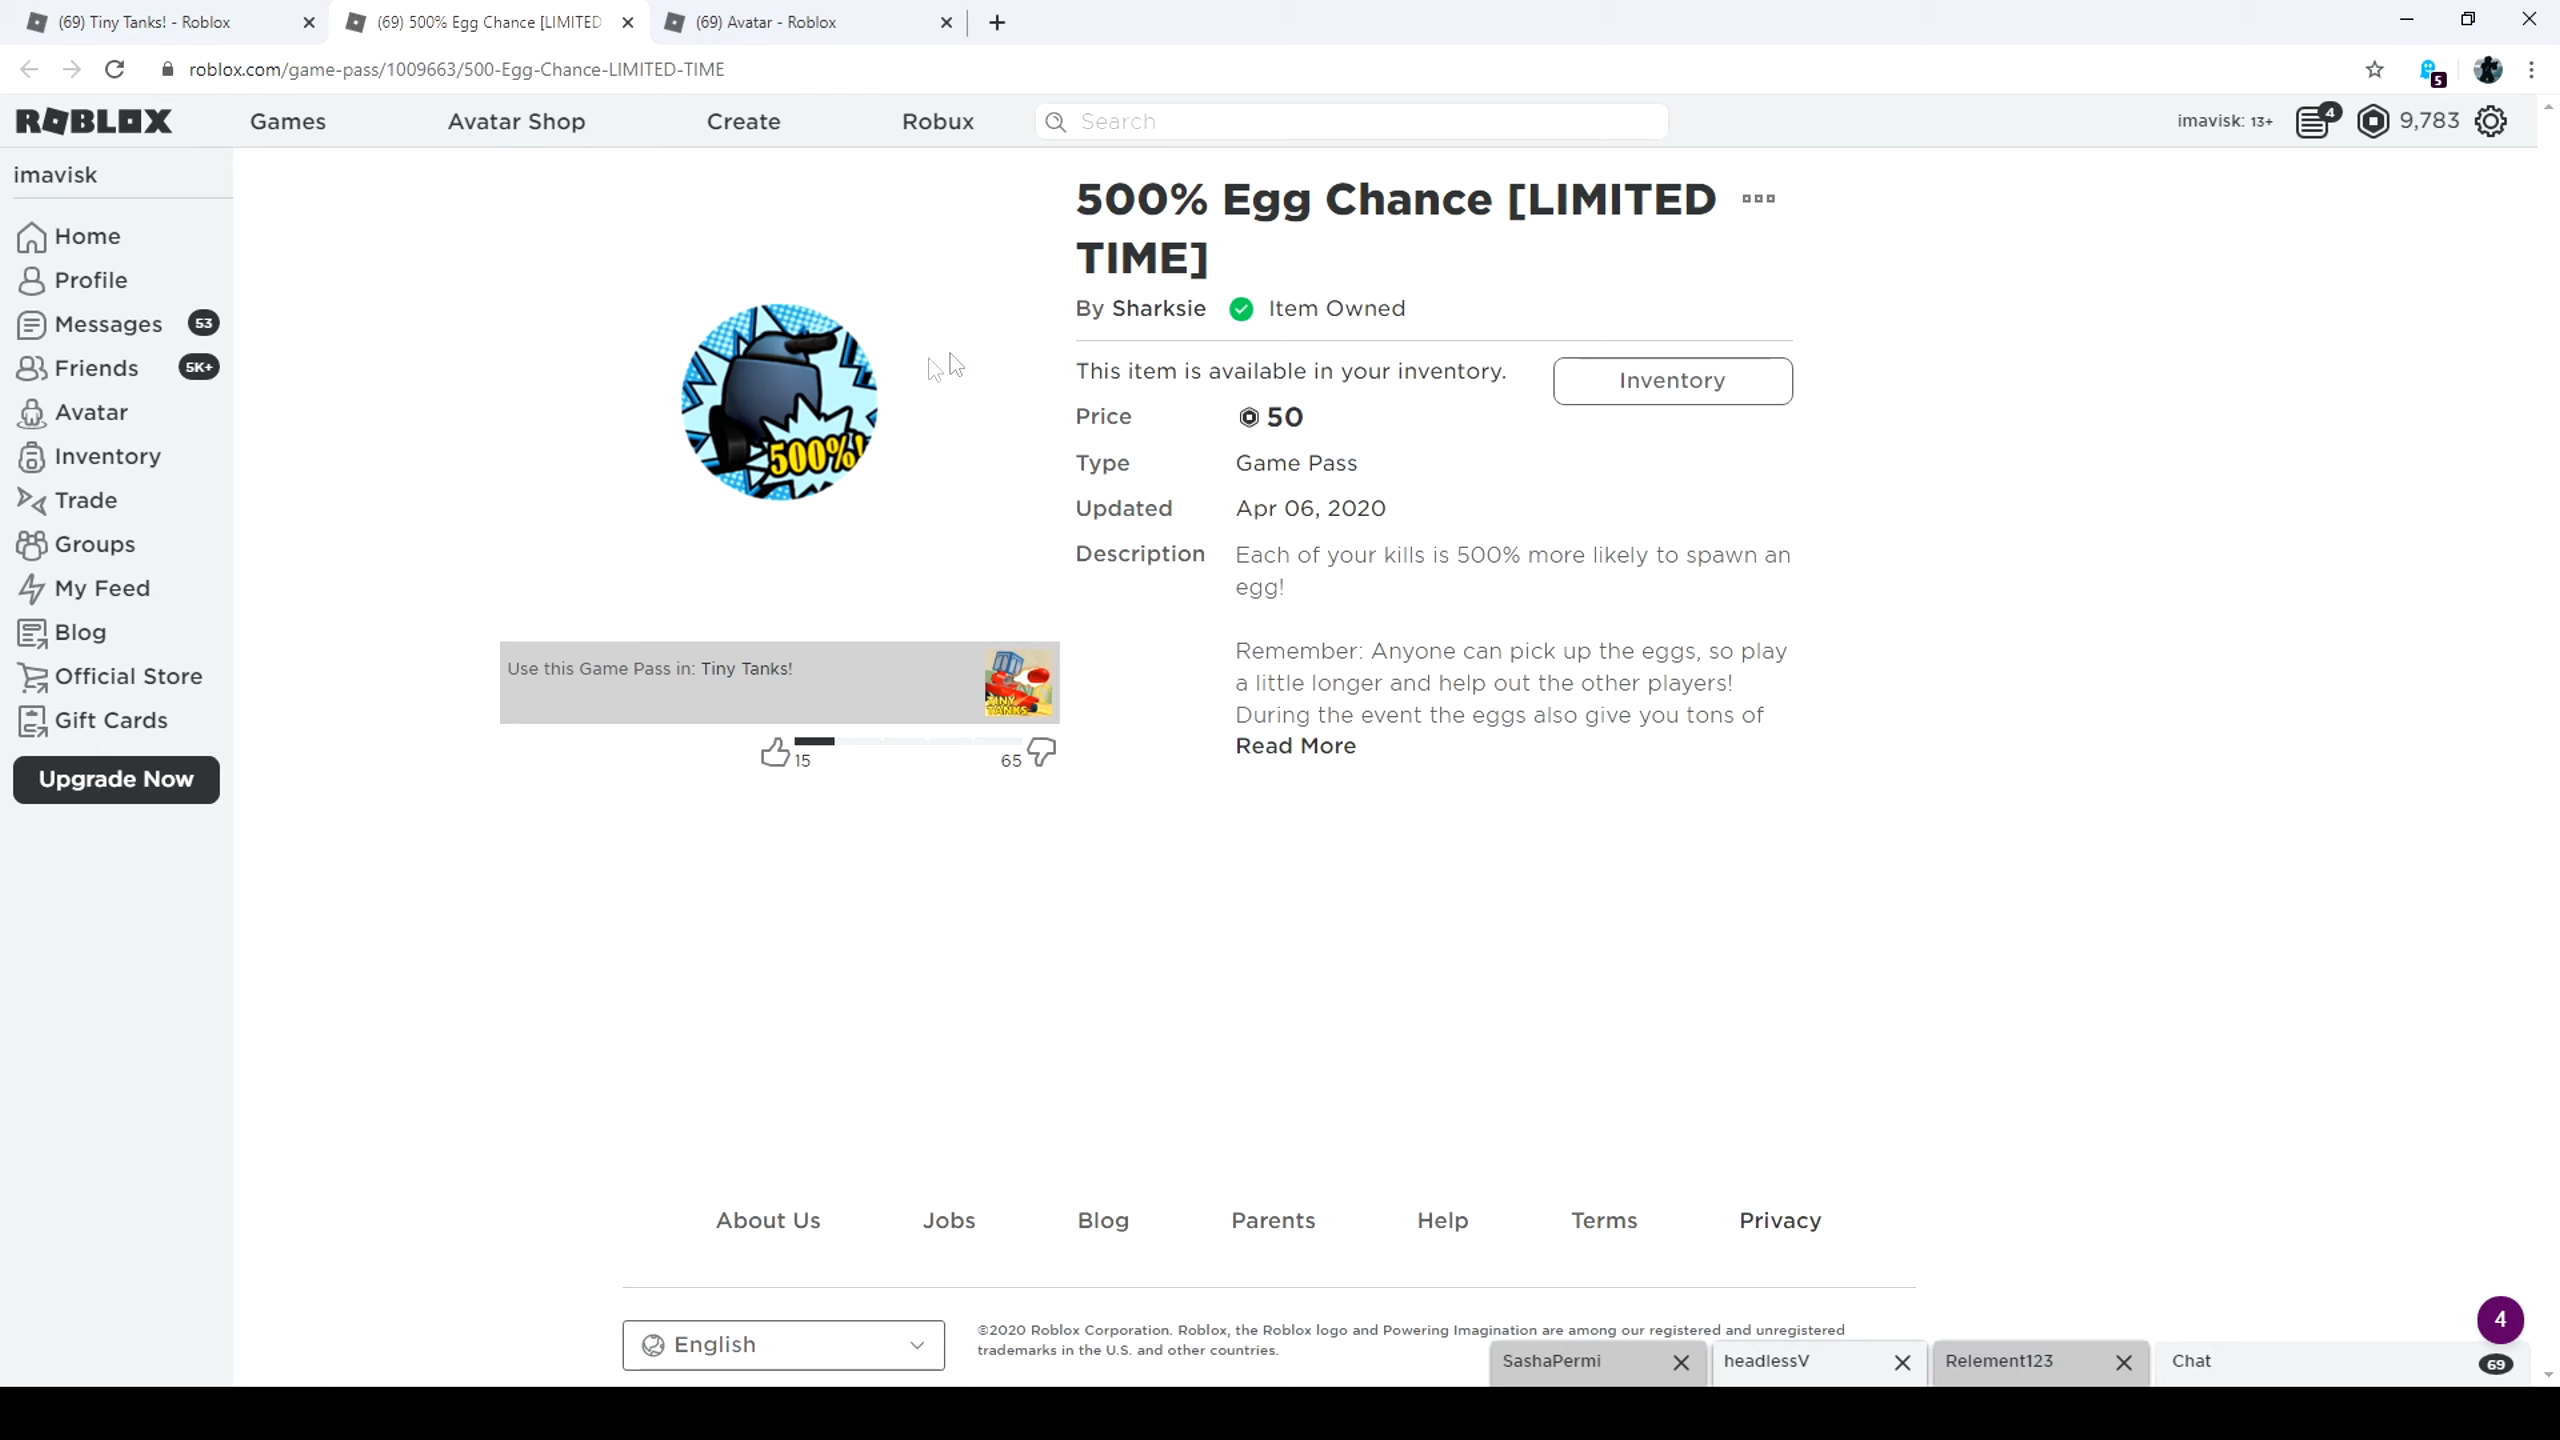 (69) Tiny Tanks! - Roblox
(69) 500% Egg Chance [LIMITED
(69) Avatar - Roblox
roblox.com/game-pass/1009663/500-Egg-Chance-LIMITED-TIME
5
ROBLOX
Games
Avatar Shop
Create
Robux
Search
imavisk: 13+
4
9,783
imavisk
Home
Profile
Messages 53
Friends 5K+
Avatar
Inventory
Trade
Groups
My Feed
Blog
Official Store
Gift Cards
Upgrade Now
500%!
Use this Game Pass in: Tiny Tanks!
TINY
TANKS
15
65
500% Egg Chance [LIMITED
TIME]
By Sharksie Item Owned
This item is available in your inventory.
Inventory
Price 50
Type Game Pass
Updated Apr 06, 2020
Description Each of your kills is 500% more likely to spawn an
egg!
Remember: Anyone can pick up the eggs, so play
a little longer and help out the other players!
During the event the eggs also give you tons of
Read More
About Us
Jobs
Blog
Parents
Help
Terms
Privacy
English
©2020 Roblox Corporation. Roblox, the Roblox logo and Powering Imagination are among our registered and unregistered
trademarks in the U.S. and other countries.
4
SashaPermi
headlessV
Relement123
Chat
69